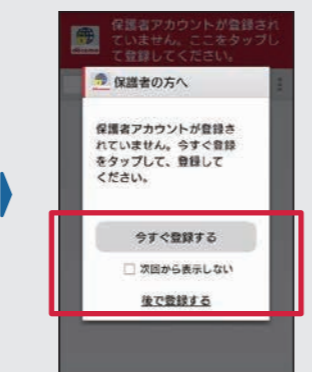 保護者アカウントが登録され
ていません。ここをタップし
て登録してください。
保護者の方へ
保護者アカウントが登録さ
れていません。今すぐ登録
をタップして、登録して
ください。
今すぐ登録する
次回から表示しない
後で登録する